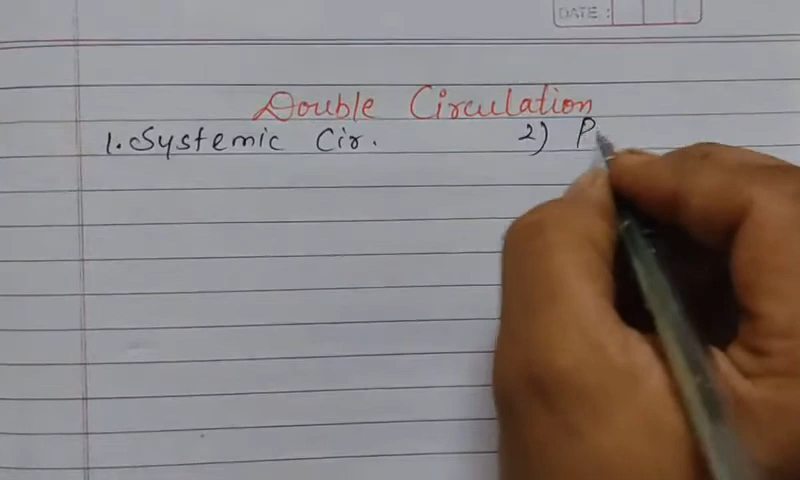 DATE :
Double Circulation
1. Systemic Cir. 2) P